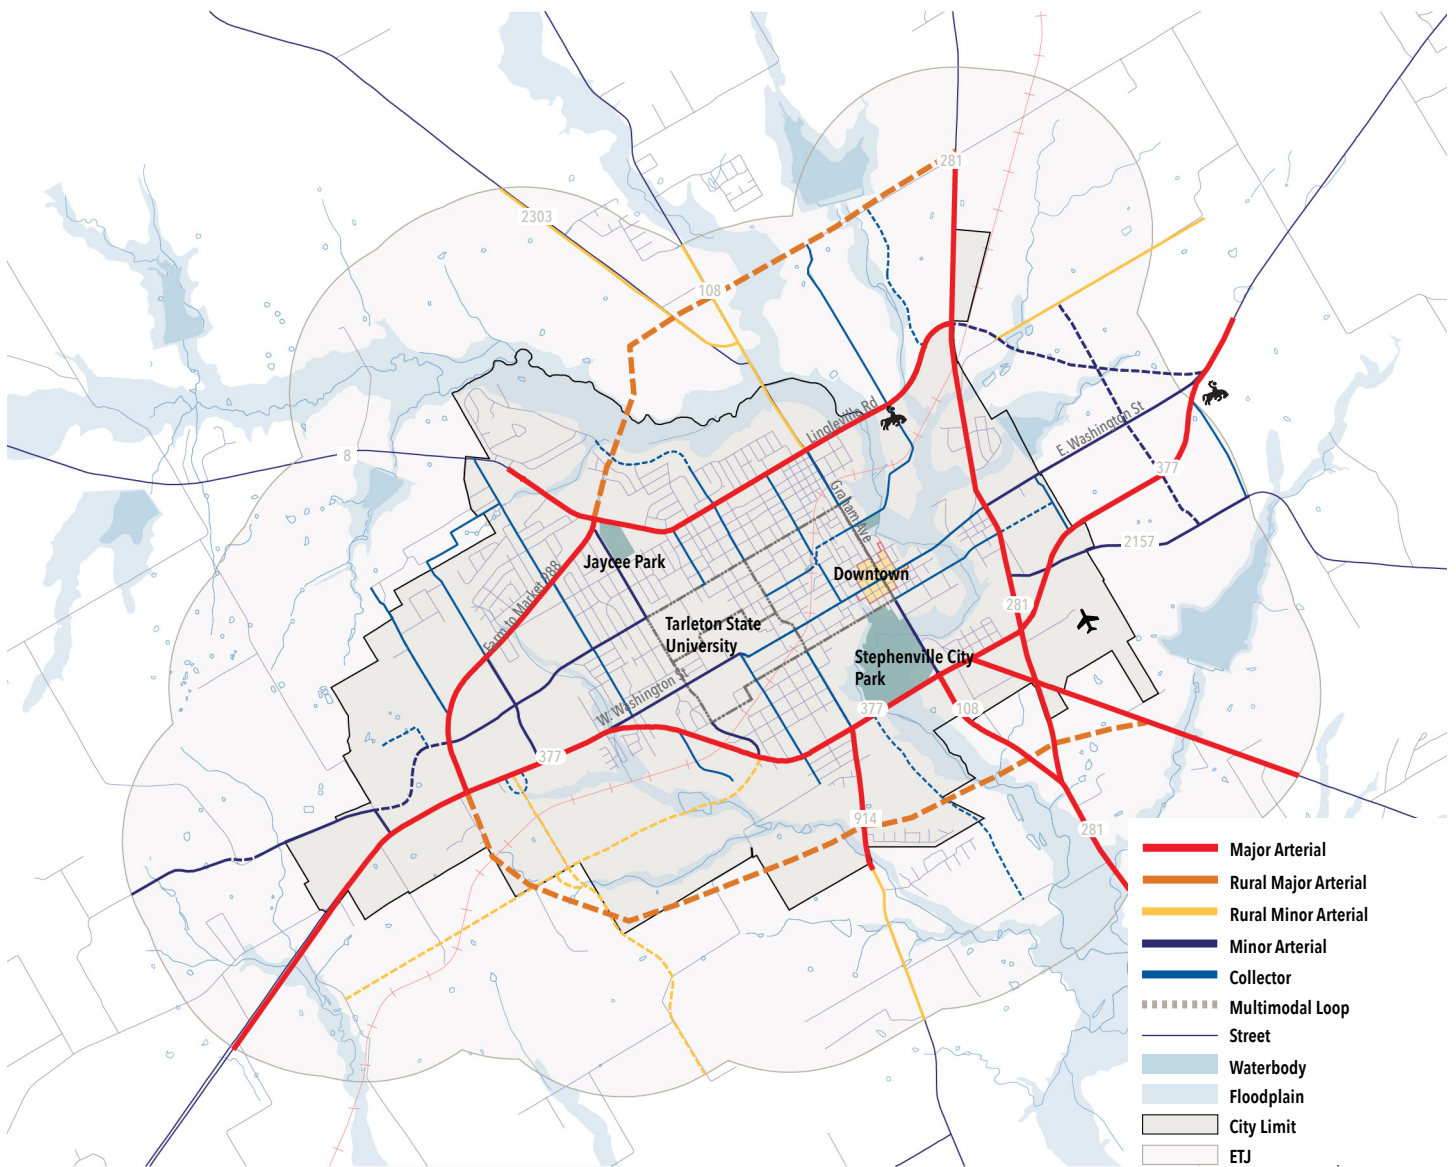 281
2303
108
Lingleville Rd
E. Washington St
8
377
Graham Ave
2157
Jaycee Park
Downtown
Farm to Market 988
281
Tarleton State
University
Stephenville City
Park
W. Washington St
377
108
377
914
281
Major Arterial
Rural Major Arterial
Rural Minor Arterial
Minor Arterial
Collector
Multimodal Loop
Street
Waterbody
Floodplain
City Limit
ETJ